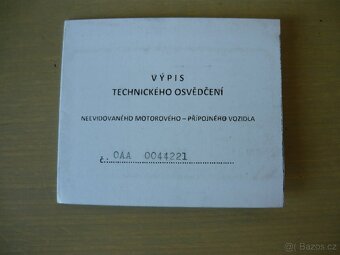 VÝPIS
TECHNICKÉHO OSVĚDČENÍ
NEEVIDOVANÉHO MOTOROVÉHO – PŘÍPOJNÉHO VOZIDLA
č.: OAA 0044221
Bazos.cz